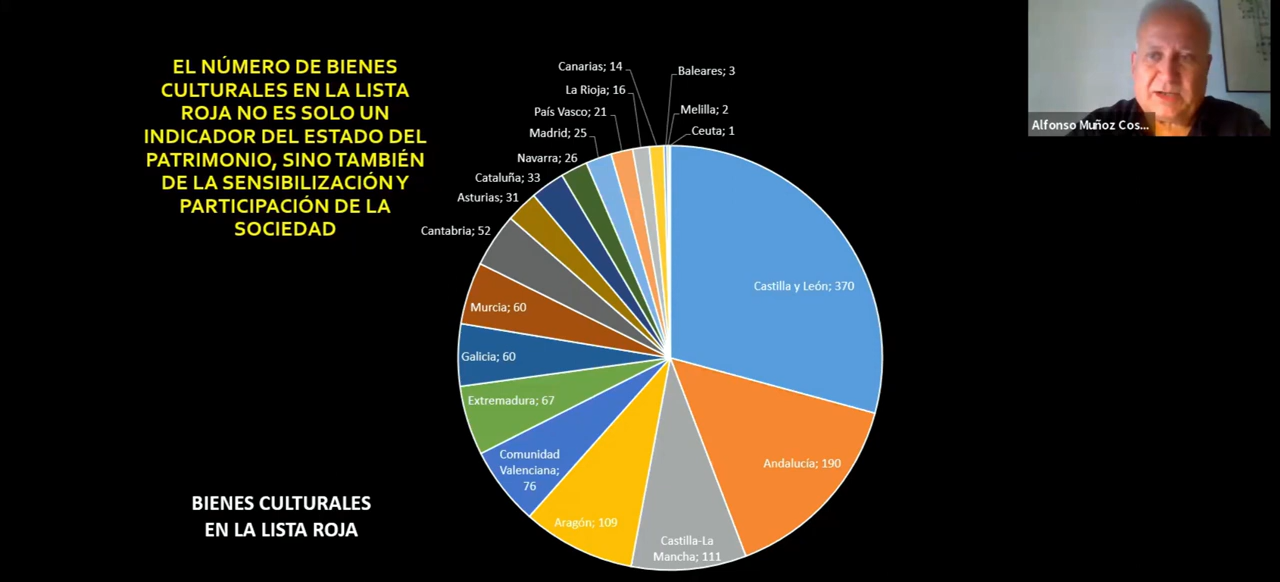 EL NÚMERO DE BIENES
CULTURALES EN LA LISTA
ROJA NO ES SOLO UN
INDICADOR DEL ESTADO DEL
PATRIMONIO, SINO TAMBIÉN
DE LA SENSIBILIZACIÓN Y
PARTICIPACIÓN DE LA
SOCIEDAD
BIENES CULTURALES
EN LA LISTA ROJA
Canarias; 14
La Rioja; 16
País Vasco; 21
Madrid; 25
Navarra; 26
Cataluña; 33
Asturias; 31
Cantabria; 52
Murcia; 60
Galicia; 60
Extremadura; 67
Comunidad
Valenciana;
76
Aragón; 109
Castilla-La
Mancha; 111
Andalucía; 190
Castilla y León; 370
Baleares; 3
Melilla; 2
Ceuta; 1
Alfonso Muñoz Cos...